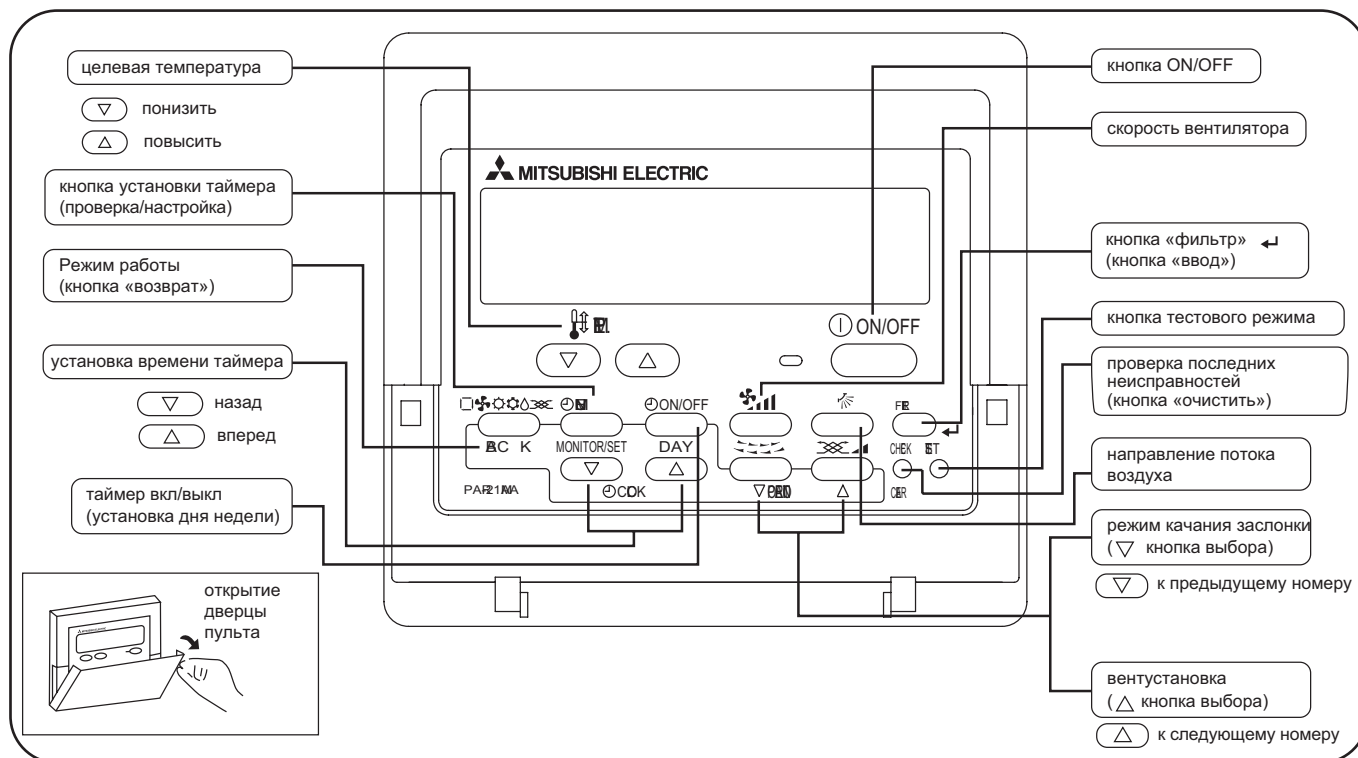 целевая температура
понизить
повысить
кнопка установки таймера
(проверка/настройка)
Режим работы
(кнопка «возврат»)
установка времени таймера
назад
вперед
таймер вкл/выкл
(установка дня недели)
открытие
дверцы
пульта
MITSUBISHI ELECTRIC
ON/OFF
ON/OFF
MONITOR/SET
DAY
кнопка ON/OFF
скорость вентилятора
кнопка «фильтр»
(кнопка «ввод»)
кнопка тестового режима
проверка последних
неисправностей
(кнопка «очистить»)
направление потока
воздуха
режим качания заслонки
(▽ кнопка выбора)
к предыдущему номеру
вентустановка
(△ кнопка выбора)
к следующему номеру